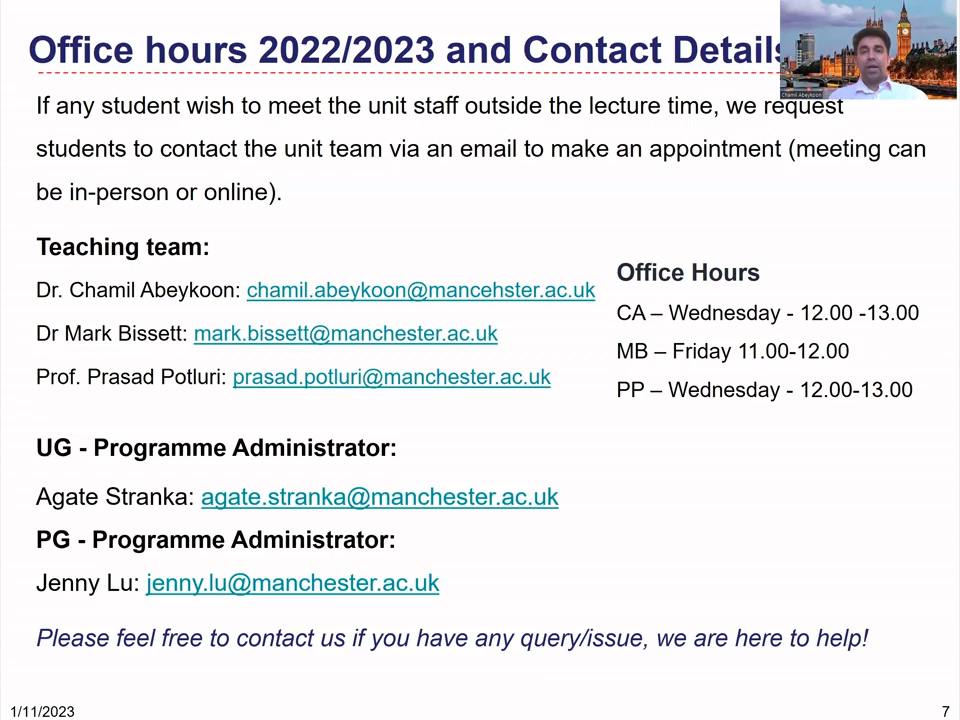 Office hours 2022/2023 and Contact Details
Chamil Abeykoon
If any student wish to meet the unit staff outside the lecture time, we request
students to contact the unit team via an email to make an appointment (meeting can
be in-person or online).
Teaching team:
Dr. Chamil Abeykoon: chamil.abeykoon@mancehster.ac.uk
Dr Mark Bissett: mark.bissett@manchester.ac.uk
Prof. Prasad Potluri: prasad.potluri@manchester.ac.uk
Office Hours
CA – Wednesday - 12.00 -13.00
MB – Friday 11.00-12.00
PP – Wednesday - 12.00-13.00
UG - Programme Administrator:
Agate Stranka: agate.stranka@manchester.ac.uk
PG - Programme Administrator:
Jenny Lu: jenny.lu@manchester.ac.uk
Please feel free to contact us if you have any query/issue, we are here to help!
1/11/2023
7